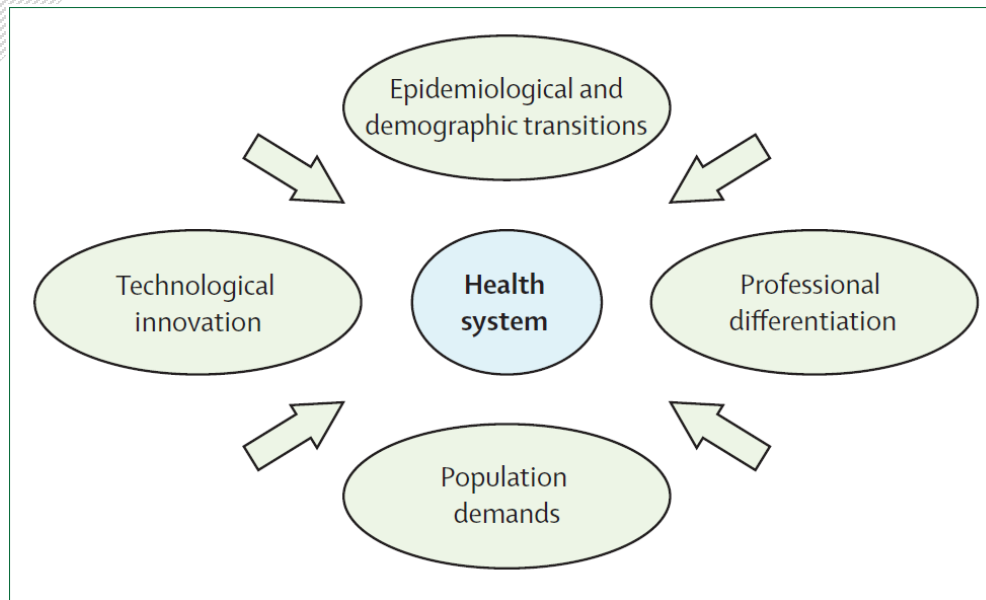 Epidemiological and
demographic transitions
Technological
innovation
Health
system
Professional
differentiation
Population
demands